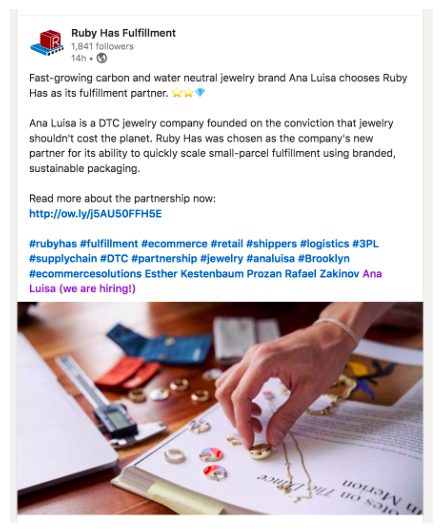 Ruby Has Fulfillment
1,841 followers
14h •
Fast-growing carbon and water neutral jewelry brand Ana Luisa chooses Ruby
Has as its fulfillment partner. ⭐⭐💎
Ana Luisa is a DTC jewelry company founded on the conviction that jewelry
shouldn't cost the planet. Ruby Has was chosen as the company's new
partner for its ability to quickly scale small-parcel fulfillment using branded,
sustainable packaging.
Read more about the partnership now:
http://ow.ly/j5AU50FFH5E
#rubyhas #fulfillment #ecommerce #retail #shippers #logistics #3PL
#supplychain #DTC #partnership #jewelry #analuisa #Brooklyn
#ecommercesolutions Esther Kestenbaum Prozan Rafael Zakinov Ana
Luisa (we are hiring!)
Notes on The Dance
in Merton